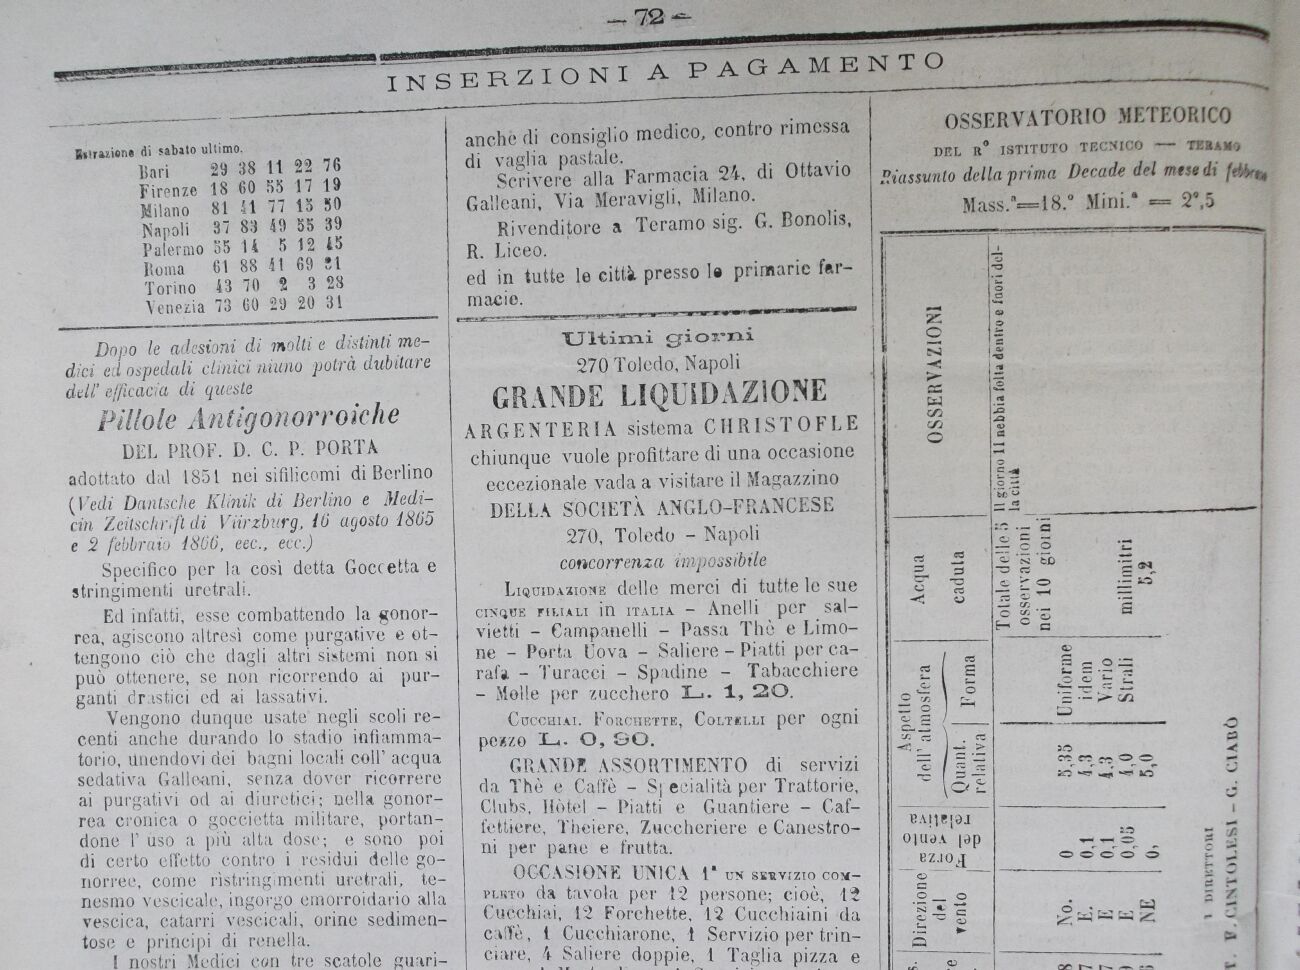 — 72 —
INSERZIONI A PAGAMENTO
Estrazione di sabato ultimo.
Bari 29 38 11 22 76
Firenze 18 60 55 17 19
Milano 81 41 77 15 50
Napoli 37 83 49 55 39
Palermo 55 14 5 12 45
Roma 61 88 41 69 31
Torino 43 70 2 3 28
Venezia 73 60 29 20 31
Dopo le adesioni di molti e distinti me-
dici ed ospedali clinici niuno potrà dubitare
dell' efficacia di queste
Pillole Antigonorroiche
DEL PROF. D. C. P. PORTA
adottato dal 1851 nei sifilicomi di Berlino
(Vedi Dantsche Klinik di Berlino e Medi-
cin Zeitschrift di Vürzburg, 16 agosto 1865
e 2 febbraio 1866, eec., ecc.)
Specifico per la così detta Goccetta e
stringimenti uretrali.
Ed infatti, esse combattendo la gonor-
rea, agiscono altresì come purgative e ot-
tengono ciò che dagli altri sistemi non si
può ottenere, se non ricorrendo ai pur-
ganti drastici ed ai lassativi.
Vengono dunque usate negli scoli re-
centi anche durando lo stadio infiamma-
torio, unendovi dei bagni locali coll' acqua
sedativa Galleani, senza dover ricorrere
ai purgativi od ai diuretici; nella gonor-
rea cronica o goccietta militare, portan-
done l' uso a più alta dose; e sono poi
di certo effetto contro i residui delle go-
norree, come ristringimenti uretrali, te-
nesmo vescicale, ingorgo emorroidario alla
vescica, catarri vescicali, orine sedimen-
tose e principi di renella.
I nostri Medici con tre scatole guari-
anche di consiglio medico, contro rimessa
di vaglia pastale.
Scrivere alla Farmacia 24, di Ottavio
Galleani, Via Meravigli, Milano.
Rivenditore a Teramo sig. G. Bonolis,
R. Liceo.
ed in tutte le città presso le primarie far-
macie.
Ultimi giorni
270 Toledo, Napoli
GRANDE LIQUIDAZIONE
ARGENTERIA sistema CHRISTOFLE
chiunque vuole profittare di una occasione
eccezionale vada a visitare il Magazzino
DELLA SOCIETÀ ANGLO-FRANCESE
270, Toledo – Napoli
concorrenza impossibile
LIQUIDAZIONE delle merci di tutte le sue
CINQUE FILIALI in ITALIA – Anelli per sal-
vietti – Campanelli – Passa Thè e Limo-
ne – Porta Uova – Saliere – Piatti per ca-
rafa – Turacci – Spadine – Tabacchiere
– Molle per zucchero L. 1, 20.
CUCCHIAI. FORCHETTE, COLTELLI per ogni
pezzo L. 0, 90.
GRANDE ASSORTIMENTO di servizi
da Thè e Caffè – Specialità per Trattorie,
Clubs, Hôtel – Piatti e Guantiere – Caf-
fettiere, Theiere, Zuccheriere e Canestro-
ni per pane e frutta.
OCCASIONE UNICA 1° UN SERVIZIO COM-
PLETO da tavola per 12 persone; cioè, 12
Cucchiai, 12 Forchette, 12 Cucchiaini da
caffè, 1 Cucchiarone, 1 Servizio per trin-
ciare, 4 Saliere doppie, 1 Taglia pizza e
OSSERVATORIO METEORICO
DEL R° ISTITUTO TECNICO — TERAMO
Riassunto della prima Decade del mese di febbraio
Mass.ª=18.° Mini.ª = 2°,5
OSSERVAZIONI
Il giorno 11 nebbia folta dentro e fuori del-
la città
Acqua
caduta
Totale delle 5
osservazioni
nei 10 giorni
millimitri
5,2
Aspetto
dell' atmosfera
Forma
Uniforme
idem
Vario
Strali
Quant.
relativa
5,35
4,3
4,3
4,0
5,0
Forza
del vento
relativa
0
0,1
0,1
0,05
0,
Direzione
del
vento
No.
E.
E
E
NE
I DIRETTORI
F. CINTOLESI – G. CIABÒ